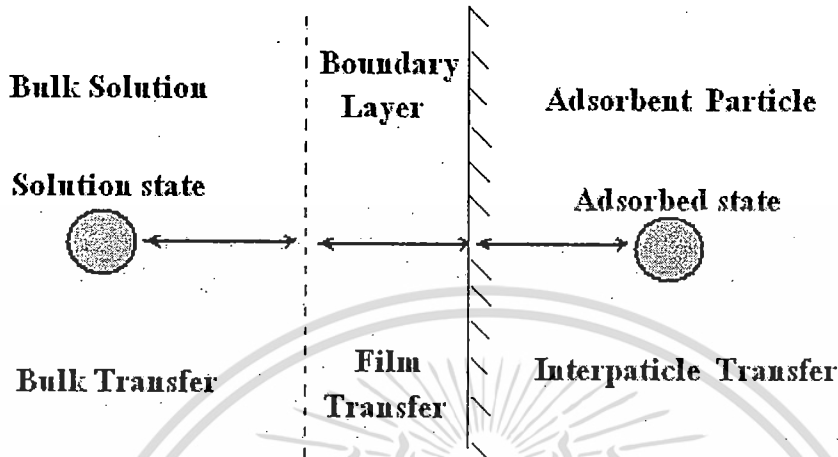 Bulk Solution
Boundary
Layer
Adsorbent Particle
Solution state
Adsorbed state
Bulk Transfer
Film
Transfer
Interpaticle Transfer